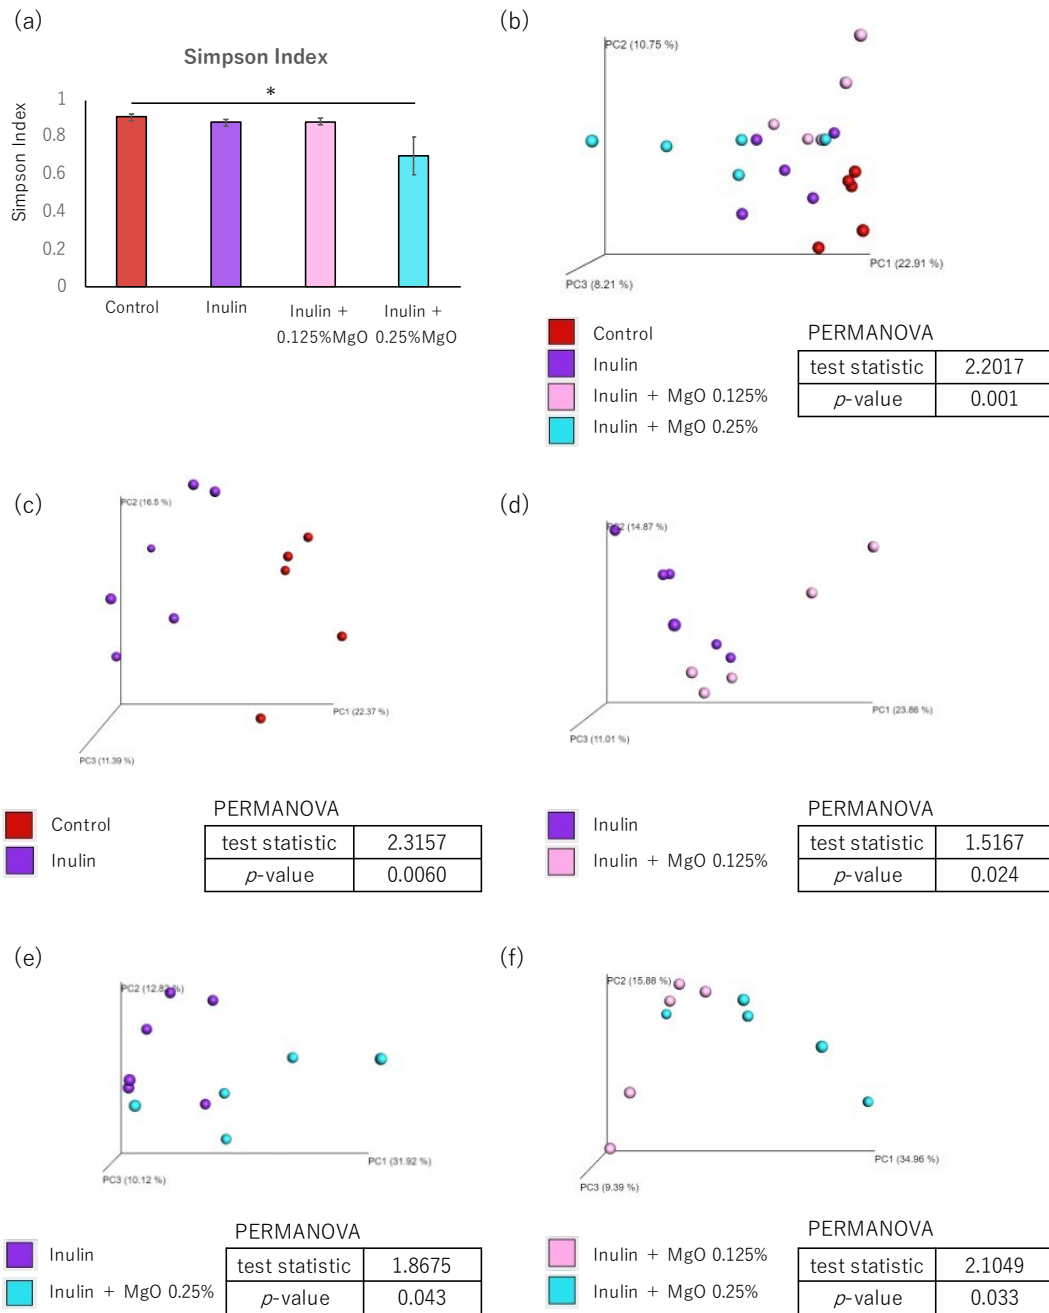 (a)
Simpson Index
*
1
0.8
0.6
0.4
0.2
0
Simpson Index
Control
Inulin
Inulin +
0.125%MgO
Inulin +
0.25%MgO
(b)
PC2 (10.75 %)
PC1 (22.91 %)
PC3 (8.21 %)
Control
Inulin
Inulin + MgO 0.125%
Inulin + MgO 0.25%
PERMANOVA
test statistic 2.2017
p-value 0.001
(c)
PC2 (16.5 %)
PC1 (22.37 %)
PC3 (11.39 %)
Control
Inulin
PERMANOVA
test statistic 2.3157
p-value 0.0060
(d)
PC2 (14.87 %)
PC1 (23.86 %)
PC3 (11.01 %)
Inulin
Inulin + MgO 0.125%
PERMANOVA
test statistic 1.5167
p-value 0.024
(e)
PC2 (12.82 %)
PC1 (31.92 %)
PC3 (10.12 %)
Inulin
Inulin + MgO 0.25%
PERMANOVA
test statistic 1.8675
p-value 0.043
(f)
PC2 (15.88 %)
PC1 (34.96 %)
PC3 (9.39 %)
Inulin + MgO 0.125%
Inulin + MgO 0.25%
PERMANOVA
test statistic 2.1049
p-value 0.033